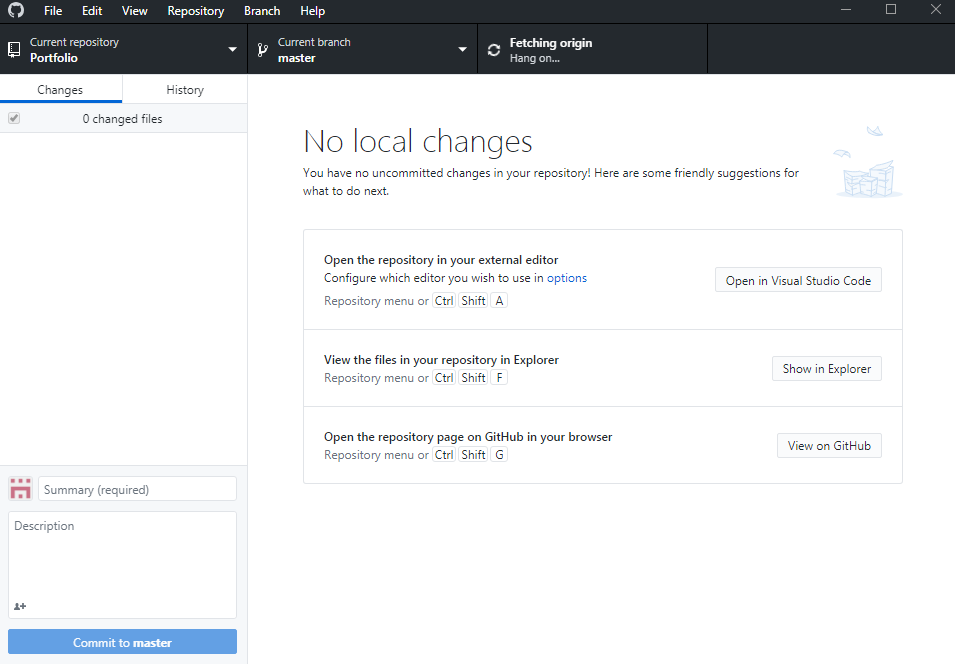 File Edit View Repository Branch Help
Current repository
Portfolio
Current branch
master
Fetching origin
Hang on...
Changes
History
0 changed files
No local changes
You have no uncommitted changes in your repository! Here are some friendly suggestions for
what to do next.
Open the repository in your external editor
Configure which editor you wish to use in options
Repository menu or Ctrl Shift A
Open in Visual Studio Code
View the files in your repository in Explorer
Repository menu or Ctrl Shift F
Show in Explorer
Open the repository page on GitHub in your browser
Repository menu or Ctrl Shift G
View on GitHub
Summary (required)
Description
Commit to master